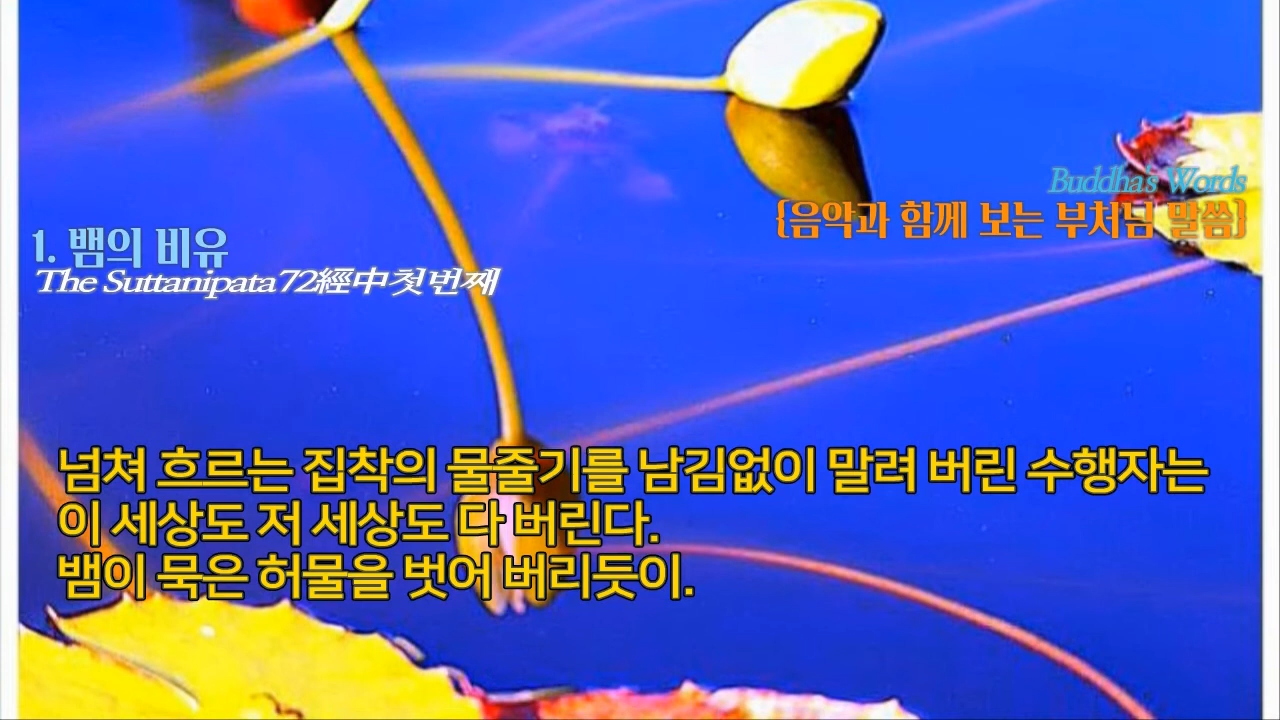 Buddha's Words
{음악과 함께 보는 부처님 말씀}
1. 뱀의 비유
The Suttanipata 72經中 첫 번째
넘쳐 흐르는 집착의 물줄기를 남김없이 말려 버린 수행자는
이 세상도 저 세상도 다 버린다.
뱀이 묵은 허물을 벗어 버리듯이.